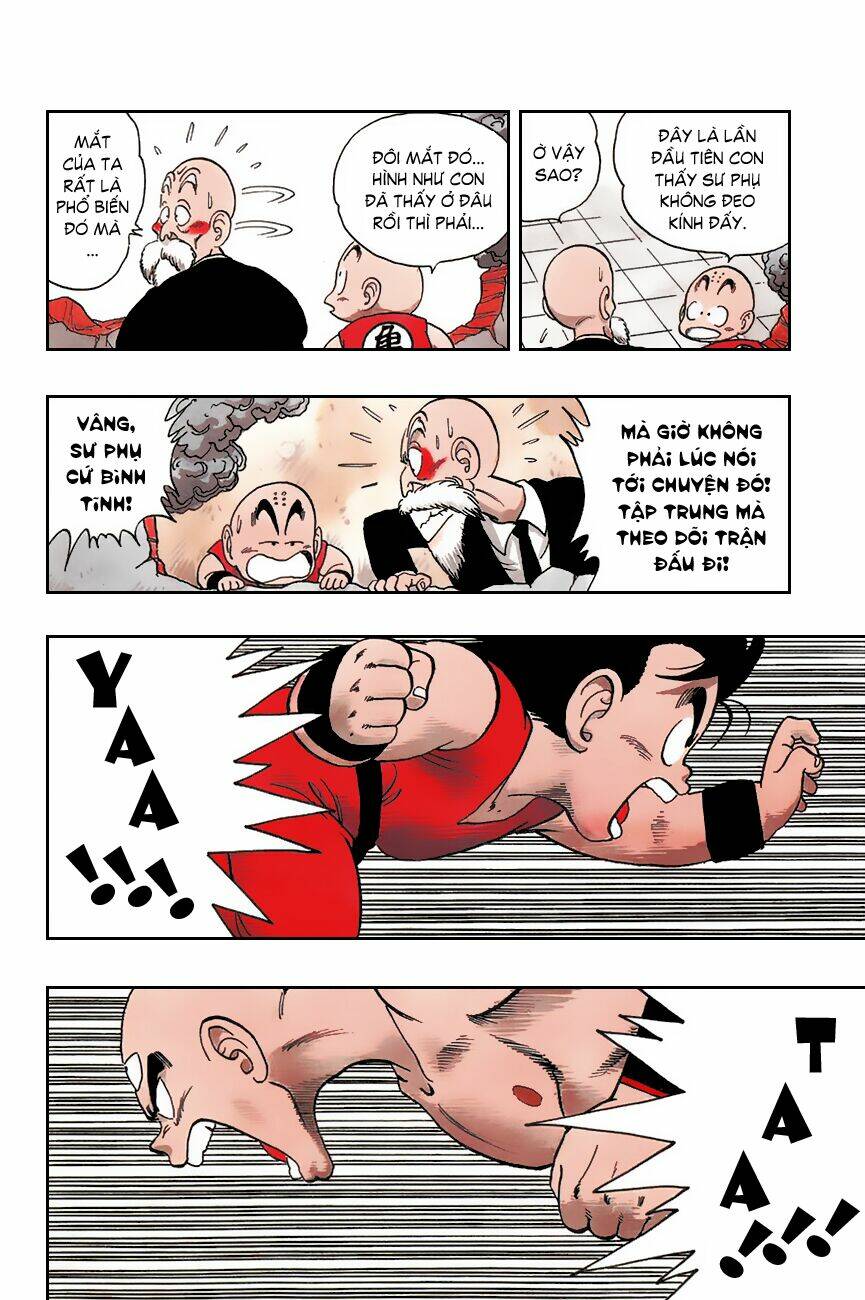 ĐÂY LÀ LẦN
ĐẦU TIÊN CON
THẤY SƯ PHỤ
KHÔNG ĐEO
KÍNH ĐẤY.
Ờ VẬY
SAO?
ĐÔI MẮT ĐÓ...
HÌNH NHƯ CON
ĐÃ THẤY Ở ĐÂU
RỒI THÌ PHẢI...
MẮT
CỦA TA
RẤT LÀ
PHỔ BIẾN
ĐÓ MÀ
...
亀
MÀ GIỜ KHÔNG
PHẢI LÚC NÓI
TỚI CHUYỆN ĐÓ!
TẬP TRUNG MÀ
THEO DÕI TRẬN
ĐẤU ĐI!
VÂNG,
SƯ PHỤ
CỨ BÌNH
TĨNH!
YAA!!!
TAA!!!